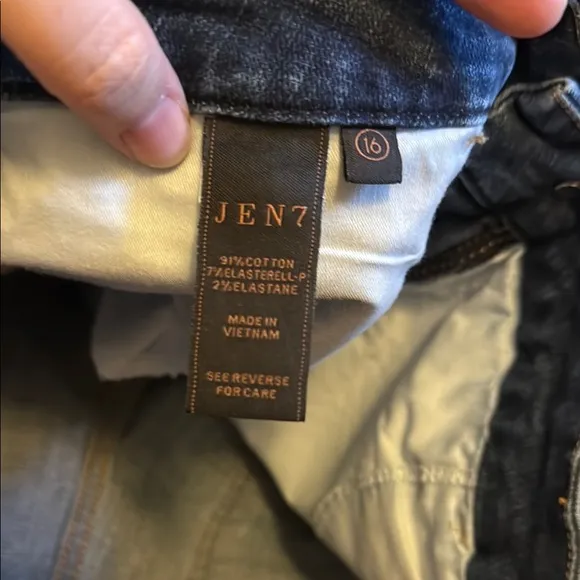 JEN7
16
91% COTTON
7% ELASTERELL-P
2% ELASTANE
MADE IN
VIETNAM
SEE REVERSE
FOR CARE